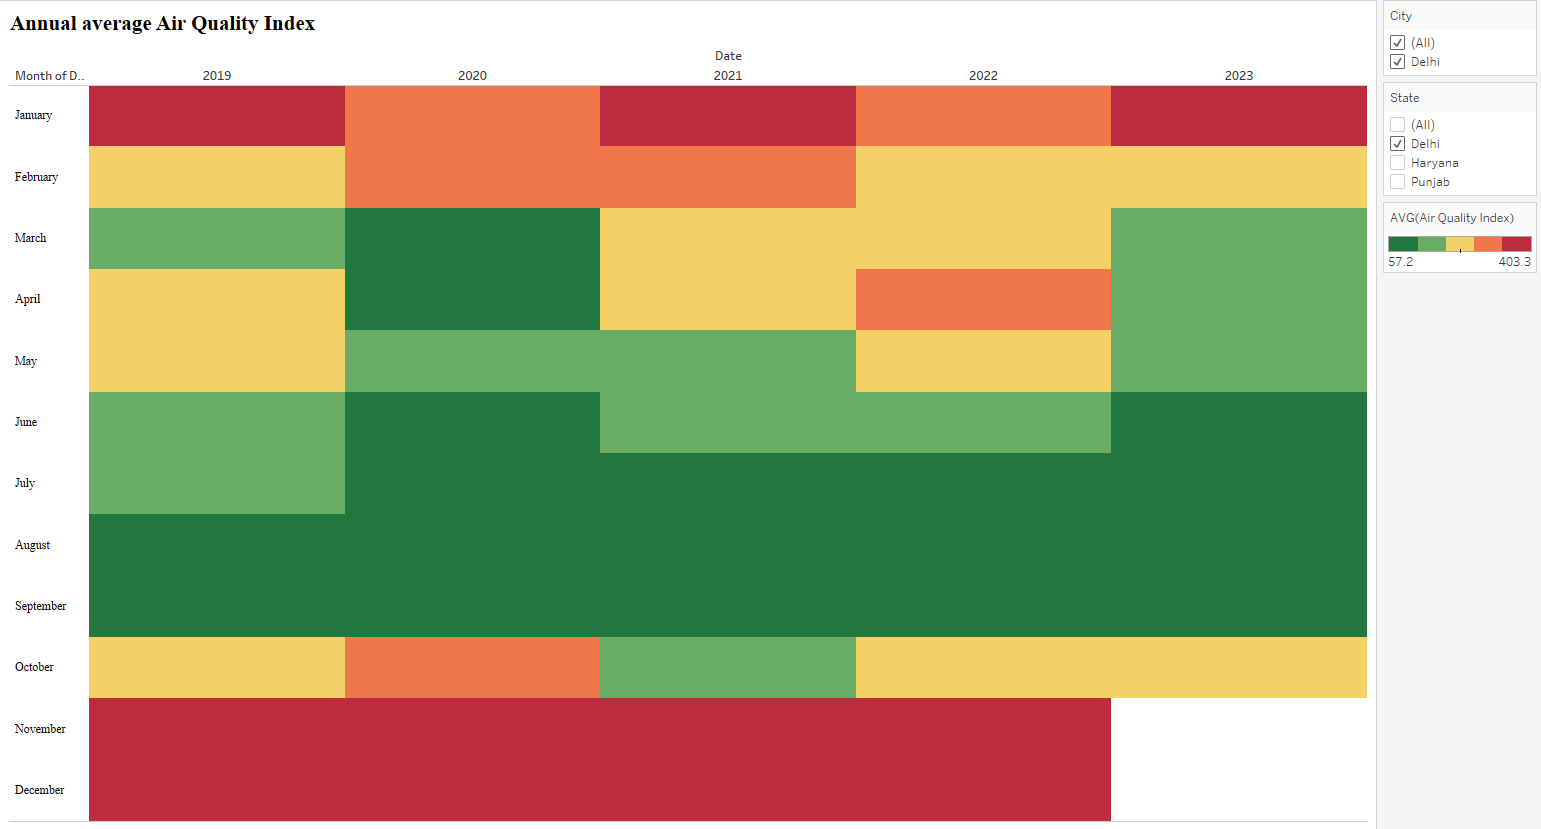 Annual average Air Quality Index
Date
Month of D.. 2019 2020 2021 2022 2023
January
February
March
April
May
June
July
August
September
October
November
December
City
(All)
Delhi
State
(All)
Delhi
Haryana
Punjab
AVG(Air Quality Index)
57.2 403.3